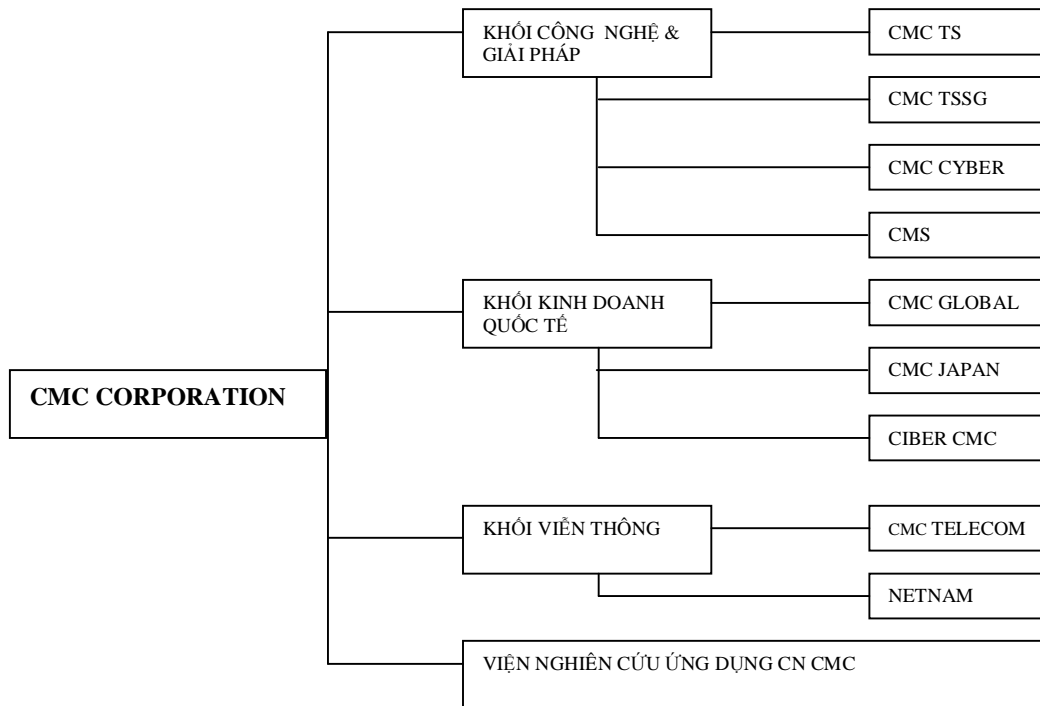 KHỐI CÔNG NGHỆ &
GIẢI PHÁP
CMC TS
CMC TSSG
CMC CYBER
CMS
KHỐI KINH DOANH
QUỐC TẾ
CMC GLOBAL
CMC JAPAN
CIBER CMC
CMC CORPORATION
KHỐI VIỄN THÔNG
CMC TELECOM
NETNAM
VIỆN NGHIÊN CỨU ỨNG DỤNG CN CMC